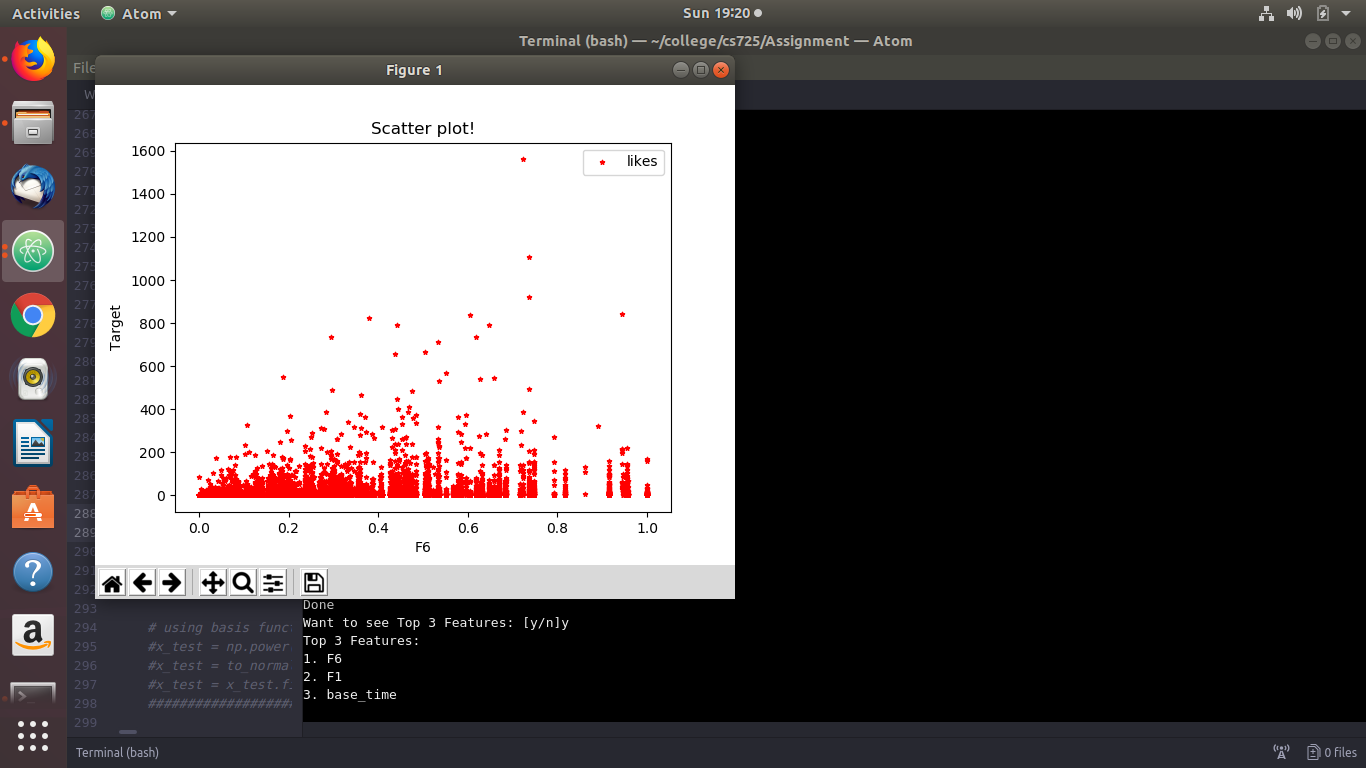 Activities Atom Sun 19:20
Terminal (bash) — ~/college/cs725/Assignment — Atom
File
Figure 1
W
Scatter plot!
likes
1600
1400
1200
1000
800
600
400
200
0
Target
0.0 0.2 0.4 0.6 0.8 1.0
F6
267
268
269
270
271
272
273
274
275
276
277
278
279
280
281
282
283
284
285
286
287
288
289
290
291
292
293
294 # using basis funct
295 #x_test = np.power
296 #x_test = to_norma
297 #x_test = x_test.f
298 ###################
299
Done
Want to see Top 3 Features: [y/n]y
Top 3 Features:
1. F6
2. F1
3. base_time
Terminal (bash) 0 files